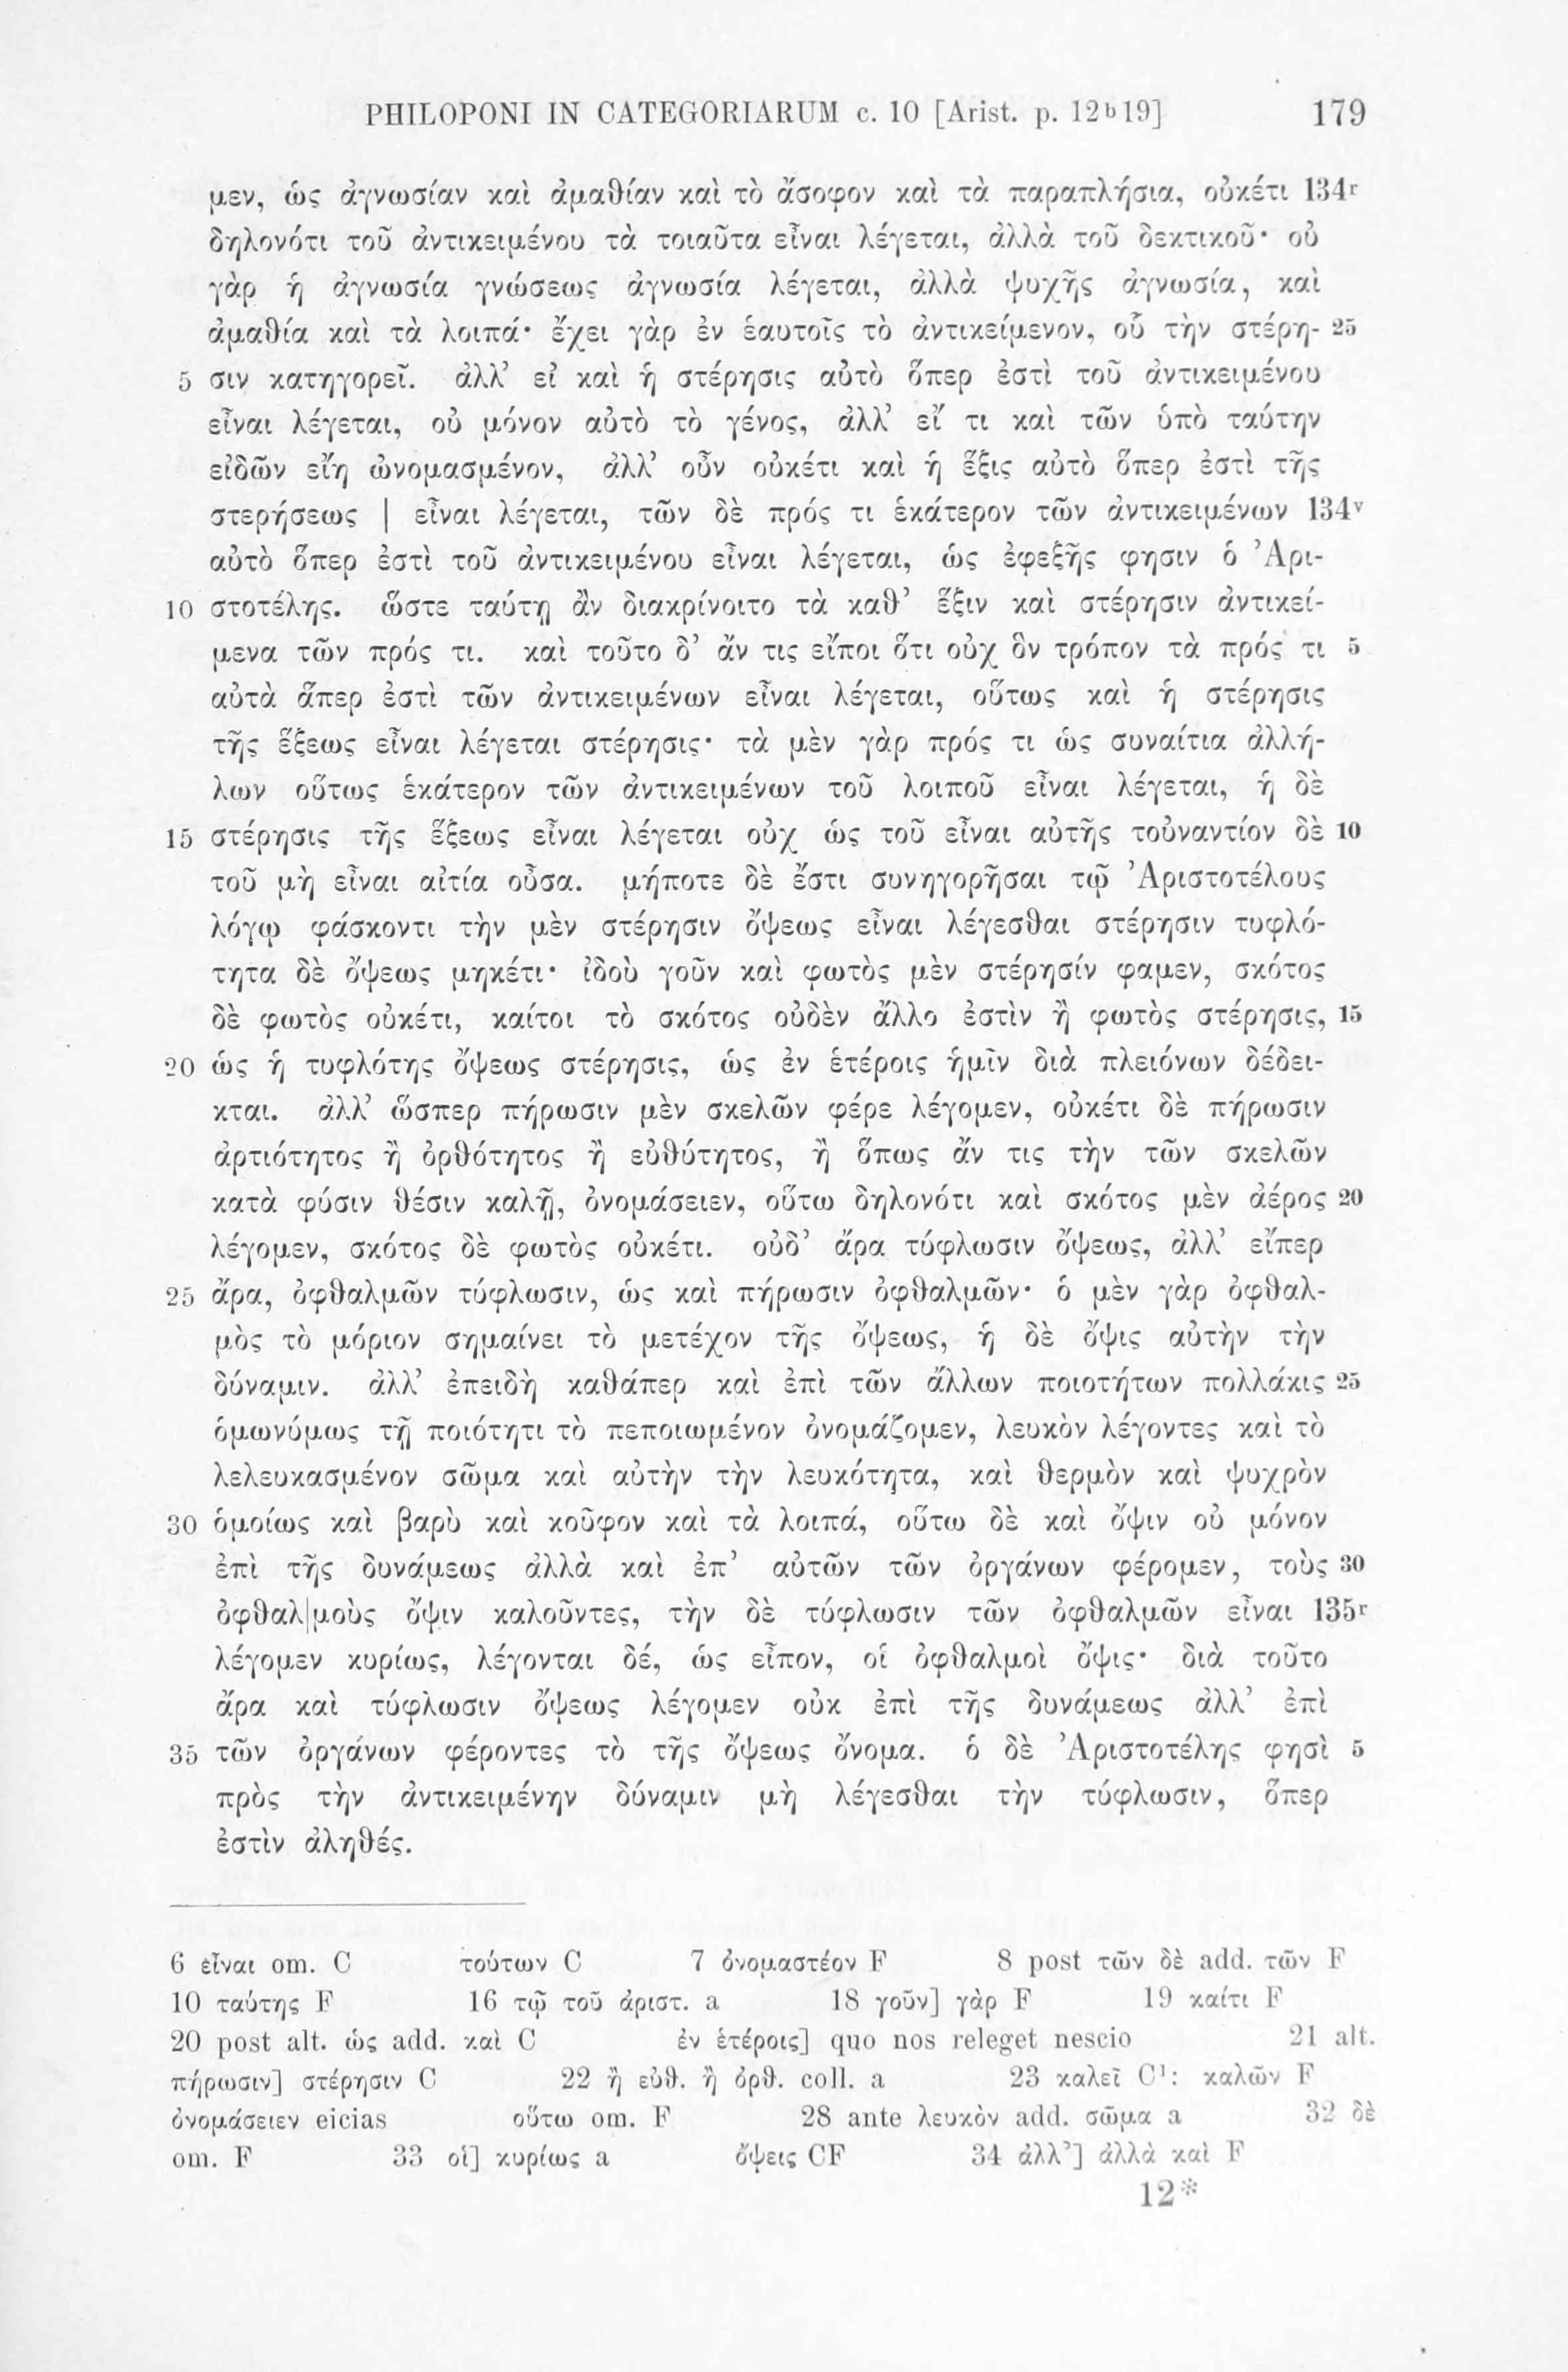 PHILOPONI IN CATEGORIARUM c. 10 [Arist. p. 12b19] 179
μεν, ὡς ἀγνωσίαν καὶ ἀμαθίαν καὶ τὸ ἄσοφον καὶ τὰ παραπλήσια, οὐκέτι 134r
δηλονότι τοῦ ἀντικειμένου τὰ τοιαῦτα εἶναι λέγεται, ἀλλὰ τοῦ δεκτικοῦ· οὐ
γὰρ ἡ ἀγνωσία γνώσεως ἀγνωσία λέγεται, ἀλλὰ ψυχῆς ἀγνωσία, καὶ
ἀμαθία καὶ τὰ λοιπά· ἔχει γὰρ ἐν ἑαυτοῖς τὸ ἀντικείμενον, οὗ τὴν στέρη- 25
5 σιν κατηγορεῖ. ἀλλ’ εἰ καὶ ἡ στέρησις αὐτὸ ὅπερ ἐστὶ τοῦ ἀντικειμένου
εἶναι λέγεται, οὐ μόνον αὐτὸ τὸ γένος, ἀλλ’ εἴ τι καὶ τῶν ὑπὸ ταύτην
εἰδῶν εἴη ὠνομασμένον, ἀλλ’ οὖν οὐκέτι καὶ ἡ ἕξις αὐτὸ ὅπερ ἐστὶ τῆς
στερήσεως | εἶναι λέγεται, τῶν δὲ πρός τι ἑκάτερον τῶν ἀντικειμένων 134v
αὐτὸ ὅπερ ἐστὶ τοῦ ἀντικειμένου εἶναι λέγεται, ὡς ἐφεξῆς φησιν ὁ Ἀρι-
10 στοτέλης. ὥστε ταύτῃ ἂν διακρίνοιτο τὰ καθ’ ἕξιν καὶ στέρησιν ἀντικεί-
μενα τῶν πρός τι. καὶ τοῦτο δ’ ἄν τις εἴποι ὅτι οὐχ ὃν τρόπον τὰ πρός τι 5
αὐτὰ ἅπερ ἐστὶ τῶν ἀντικειμένων εἶναι λέγεται, οὕτως καὶ ἡ στέρησις
τῆς ἕξεως εἶναι λέγεται στέρησις· τὰ μὲν γὰρ πρός τι ὡς συναίτια ἀλλή-
λων οὕτως ἑκάτερον τῶν ἀντικειμένων τοῦ λοιποῦ εἶναι λέγεται, ἡ δὲ
15 στέρησις τῆς ἕξεως εἶναι λέγεται οὐχ ὡς τοῦ εἶναι αὐτῆς τοὐναντίον δὲ 10
τοῦ μὴ εἶναι αἰτία οὖσα. μήποτε δὲ ἔστι συνηγορῆσαι τῷ Ἀριστοτέλους
λόγῳ φάσκοντι τὴν μὲν στέρησιν ὄψεως εἶναι λέγεσθαι στέρησιν τυφλό-
τητα δὲ ὄψεως μηκέτι· ἰδοὺ γοῦν καὶ φωτὸς μὲν στέρησίν φαμεν, σκότος
δὲ φωτὸς οὐκέτι, καίτοι τὸ σκότος οὐδὲν ἄλλο ἐστὶν ἢ φωτὸς στέρησις, 15
20 ὡς ἡ τυφλότης ὄψεως στέρησις, ὡς ἐν ἑτέροις ἡμῖν διὰ πλειόνων δέδει-
κται. ἀλλ’ ὥσπερ πήρωσιν μὲν σκελῶν φέρε λέγομεν, οὐκέτι δὲ πήρωσιν
ἀρτιότητος ἢ ὀρθότητος ἢ εὐθύτητος, ἢ ὅπως ἄν τις τὴν τῶν σκελῶν
κατὰ φύσιν θέσιν καλῇ, ὀνομάσειεν, οὕτω δηλονότι καὶ σκότος μὲν ἀέρος 20
λέγομεν, σκότος δὲ φωτὸς οὐκέτι. οὐδ’ ἄρα τύφλωσιν ὄψεως, ἀλλ’ εἴπερ
25 ἄρα, ὀφθαλμῶν τύφλωσιν, ὡς καὶ πήρωσιν ὀφθαλμῶν· ὁ μὲν γὰρ ὀφθαλ-
μὸς τὸ μόριον σημαίνει τὸ μετέχον τῆς ὄψεως, ἡ δὲ ὄψις αὐτὴν τὴν
δύναμιν. ἀλλ’ ἐπειδὴ καθάπερ καὶ ἐπὶ τῶν ἄλλων ποιοτήτων πολλάκις 25
ὁμωνύμως τῇ ποιότητι τὸ πεποιωμένον ὀνομάζομεν, λευκὸν λέγοντες καὶ τὸ
λελευκασμένον σῶμα καὶ αὐτὴν τὴν λευκότητα, καὶ θερμὸν καὶ ψυχρὸν
30 ὁμοίως καὶ βαρὺ καὶ κοῦφον καὶ τὰ λοιπά, οὕτω δὲ καὶ ὄψιν οὐ μόνον
ἐπὶ τῆς δυνάμεως ἀλλὰ καὶ ἐπ’ αὐτῶν τῶν ὀργάνων φέρομεν, τοὺς 30
ὀφθαλ|μοὺς ὄψιν καλοῦντες, τὴν δὲ τύφλωσιν τῶν ὀφθαλμῶν εἶναι 135r
λέγομεν κυρίως, λέγονται δέ, ὡς εἶπον, οἱ ὀφθαλμοὶ ὄψις· διὰ τοῦτο
ἄρα καὶ τύφλωσιν ὄψεως λέγομεν οὐκ ἐπὶ τῆς δυνάμεως ἀλλ’ ἐπὶ
35 τῶν ὀργάνων φέροντες τὸ τῆς ὄψεως ὄνομα. ὁ δὲ Ἀριστοτέλης φησὶ 5
πρὸς τὴν ἀντικειμένην δύναμιν μὴ λέγεσθαι τὴν τύφλωσιν, ὅπερ
ἐστὶν ἀληθές.
6 εἶναι om. C τούτων C 7 ὀνομαστέον F 8 post τῶν δὲ add. τῶν F
10 ταύτης F 16 τῷ τοῦ ἀριστ. a 18 γοῦν] γὰρ F 19 καίτι F
20 post alt. ὡς add. καὶ C ἐν ἑτέροις] quo nos releget nescio 21 alt.
πήρωσιν] στέρησιν C 22 ἢ εὐθ. ἢ ὀρθ. coll. a 23 καλεῖ C¹: καλῶν F
ὀνομάσειεν eicias οὕτω om. F 28 ante λευκὸν add. σῶμα a 32 δὲ
om. F 33 οἱ] κυρίως a ὄψεις CF 34 ἀλλ’] ἀλλὰ καὶ F
12*